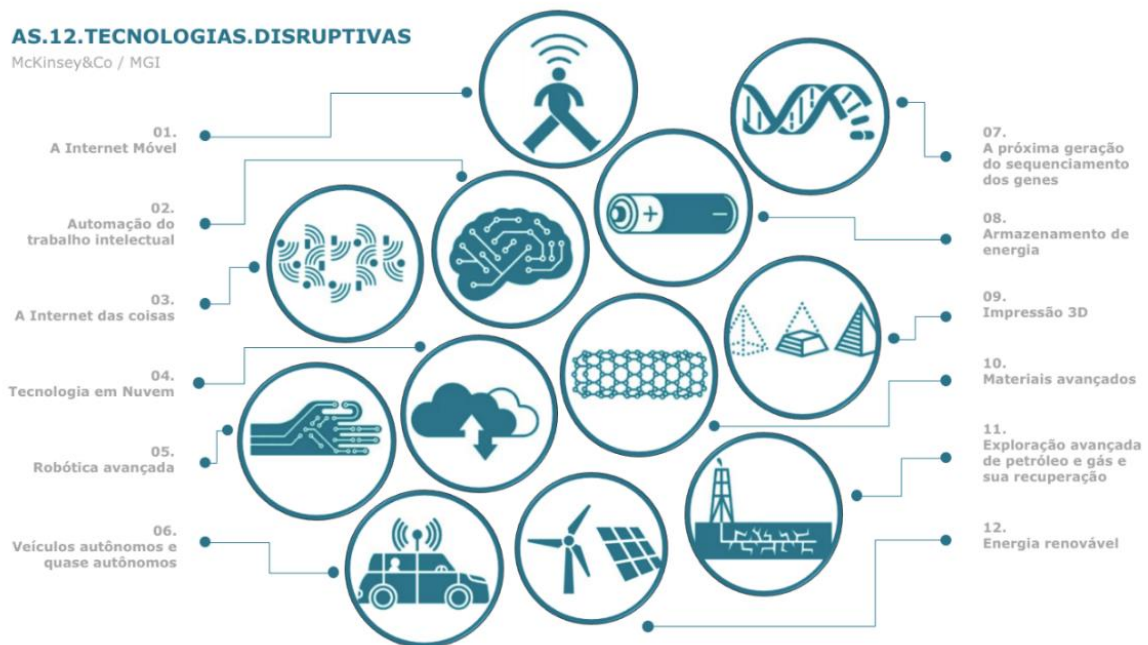 AS.12.TECNOLOGIAS.DISRUPTIVAS
McKinsey&Co / MGI
01.
A Internet Móvel
02.
Automação do
trabalho intelectual
03.
A Internet das coisas
04.
Tecnologia em Nuvem
05.
Robótica avançada
06.
Veículos autônomos e
quase autônomos
07.
A próxima geração
do sequenciamento
dos genes
08.
Armazenamento de
energia
09.
Impressão 3D
10.
Materiais avançados
11.
Exploração avançada
de petróleo e gás e
sua recuperação
12.
Energia renovável